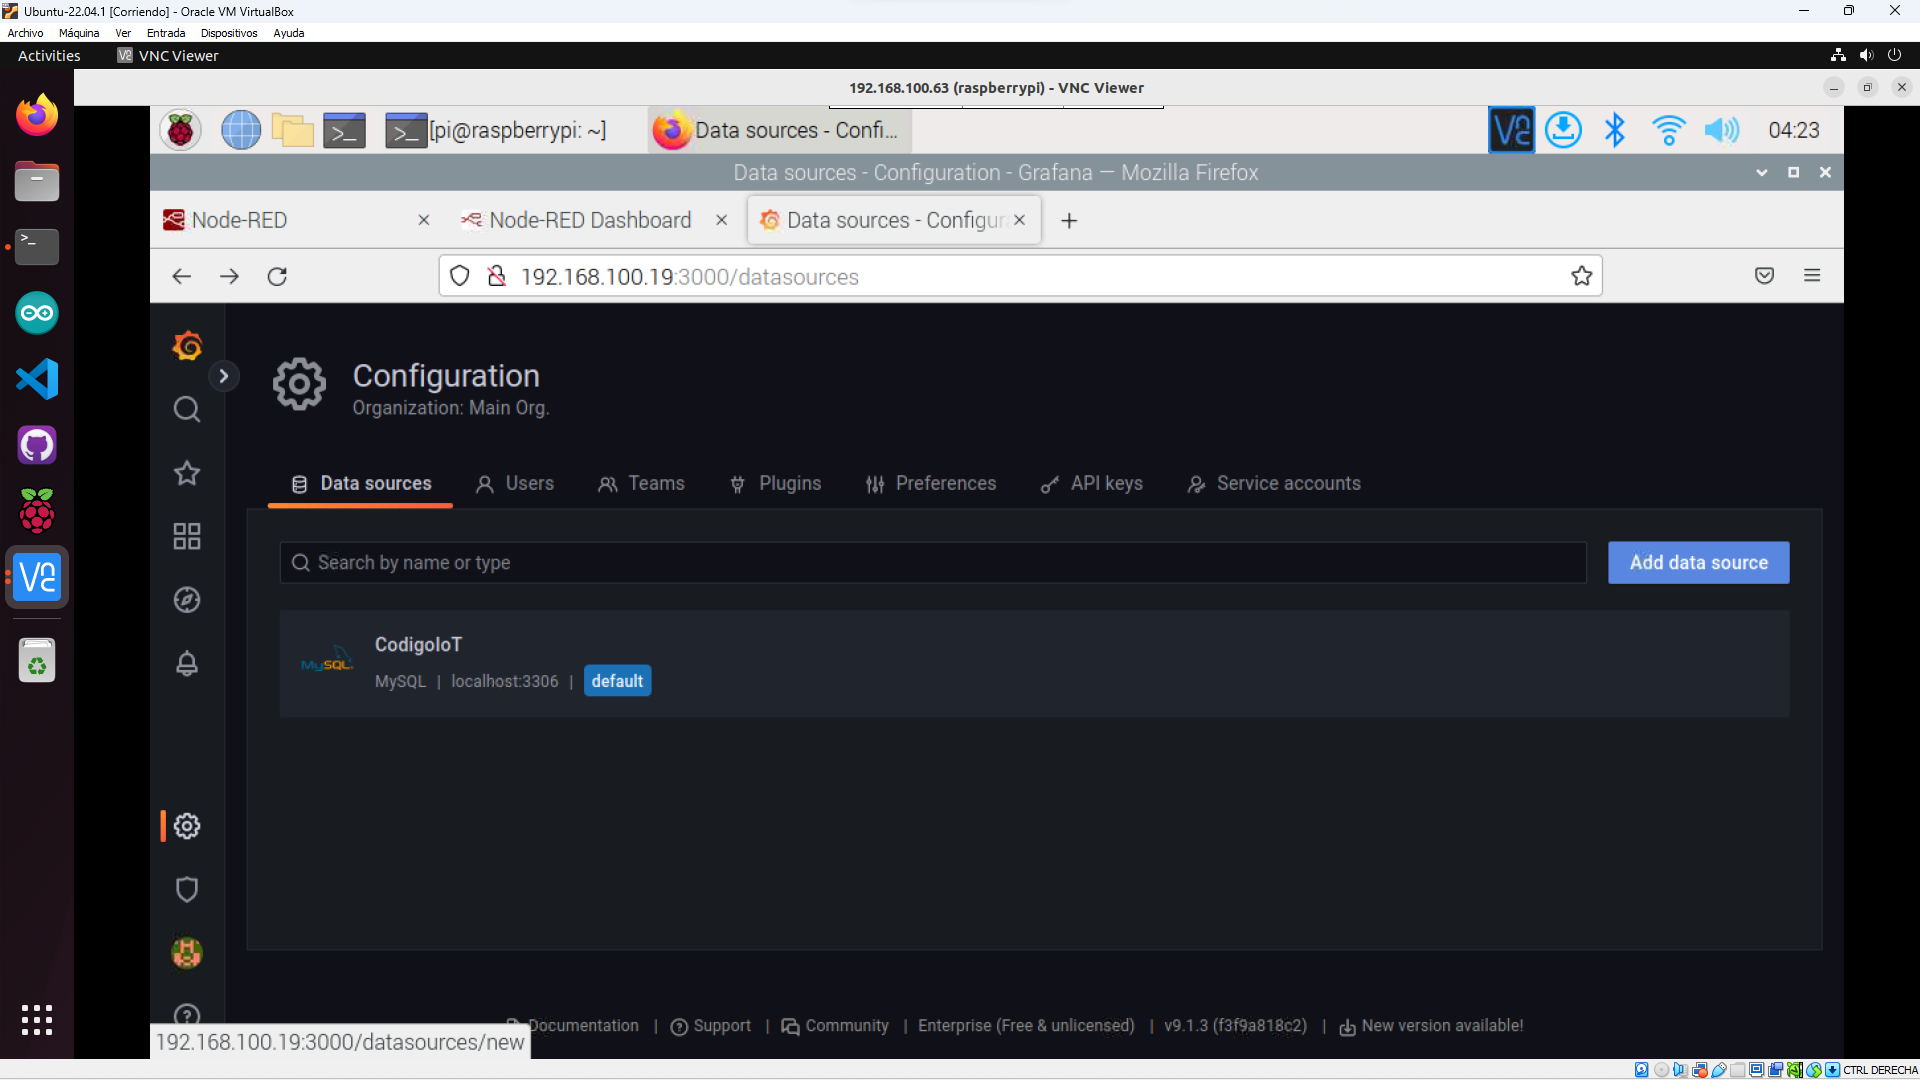 Ubuntu-22.04.1 [Corriendo] - Oracle VM VirtualBox
Archivo Máquina Ver Entrada Dispositivos Ayuda
Activities VNC Viewer
192.168.100.63 (raspberrypi) - VNC Viewer
[pi@raspberrypi: ~] Data sources - Confi... 04:23
Data sources - Configuration - Grafana — Mozilla Firefox
Node-RED Node-RED Dashboard Data sources - Configura
192.168.100.19:3000/datasources
Configuration
Organization: Main Org.
Data sources Users Teams Plugins Preferences API keys Service accounts
Search by name or type Add data source
CodigoIoT
MySQL
MySQL | localhost:3306 | default
Documentation | Support | Community | Enterprise (Free & unlicensed) | v9.1.3 (f3f9a818c2) | New version available!
192.168.100.19:3000/datasources/new
CTRL DERECHA